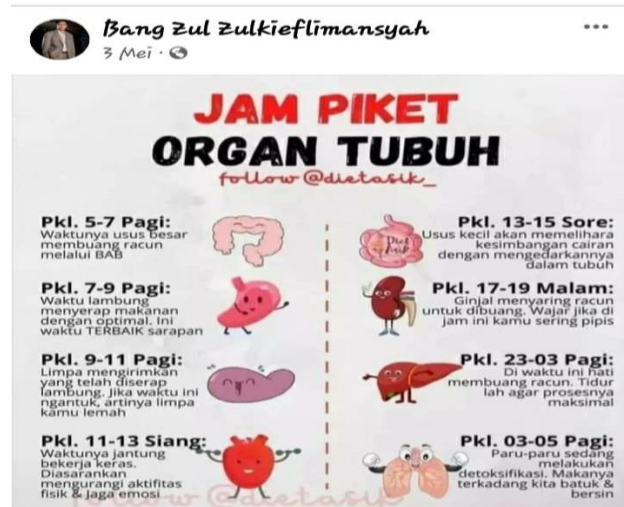 Bang Zul Zulkieflimansyah
3 Mei
JAM PIKET
ORGAN TUBUH
follow @dietasik_
Pkl. 5-7 Pagi:
Waktunya usus besar
membuang racun
melalui BAB
Pkl. 7-9 Pagi:
Waktu lambung
menyerap makanan
dengan optimal. Ini
waktu TERBAIK sarapan
Pkl. 9-11 Pagi:
Limpa mengirimkan
yang telah diserap
lambung. Jika waktu ini
ngantuk, artinya limpa
kamu lemah
Pkl. 11-13 Siang:
Waktunya jantung
bekerja keras.
Diasarankan
mengurangi aktifitas
fisik & Jaga emosi
Pkl. 13-15 Sore:
Usus kecil akan memelihara
kesimbangan cairan
dengan mengedarkannya
dalam tubuh
Pkl. 17-19 Malam:
Ginjal menyaring racun
untuk dibuang. Wajar jika di
jam ini kamu sering pipis
Pkl. 23-03 Pagi:
Di waktu ini hati
membuang racun. Tidur
lah agar prosesnya
maksimal
Pkl. 03-05 Pagi:
Paru-paru sedang
melakukan
detoksifikasi. Makanya
terkadang kita batuk &
bersin
follow @dietasik